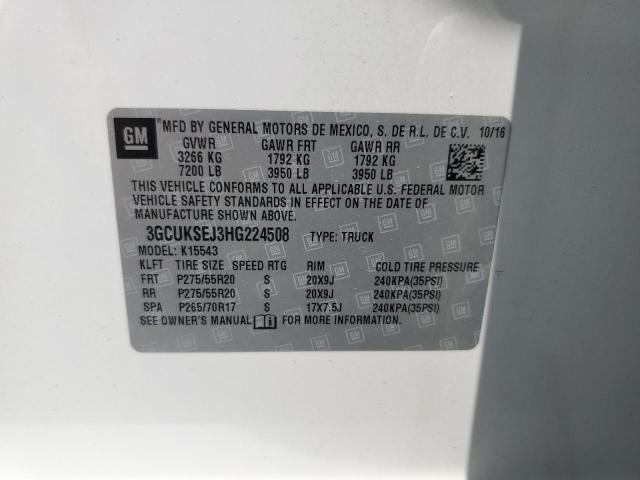 GM MFD BY GENERAL MOTORS DE MEXICO, S. DE R.L. DE C.V. 10/16
GVWR GAWR FRT GAWR RR
3266 KG 1792 KG 1792 KG
7200 LB 3950 LB 3950 LB
THIS VEHICLE CONFORMS TO ALL APPLICABLE U.S. FEDERAL MOTOR
VEHICLE SAFETY STANDARDS IN EFFECT ON THE DATE OF
MANUFACTURE SHOWN ABOVE.
3GCUKSEJ3HG224508 TYPE: TRUCK
MODEL: K15543
KLFT TIRE SIZE SPEED RTG RIM COLD TIRE PRESSURE
FRT P275/55R20 S 20X9J 240KPA(35PSI)
RR P275/55R20 S 20X9J 240KPA(35PSI)
SPA P265/70R17 S 17X7.5J 240KPA(35PSI)
SEE OWNER'S MANUAL FOR MORE INFORMATION.